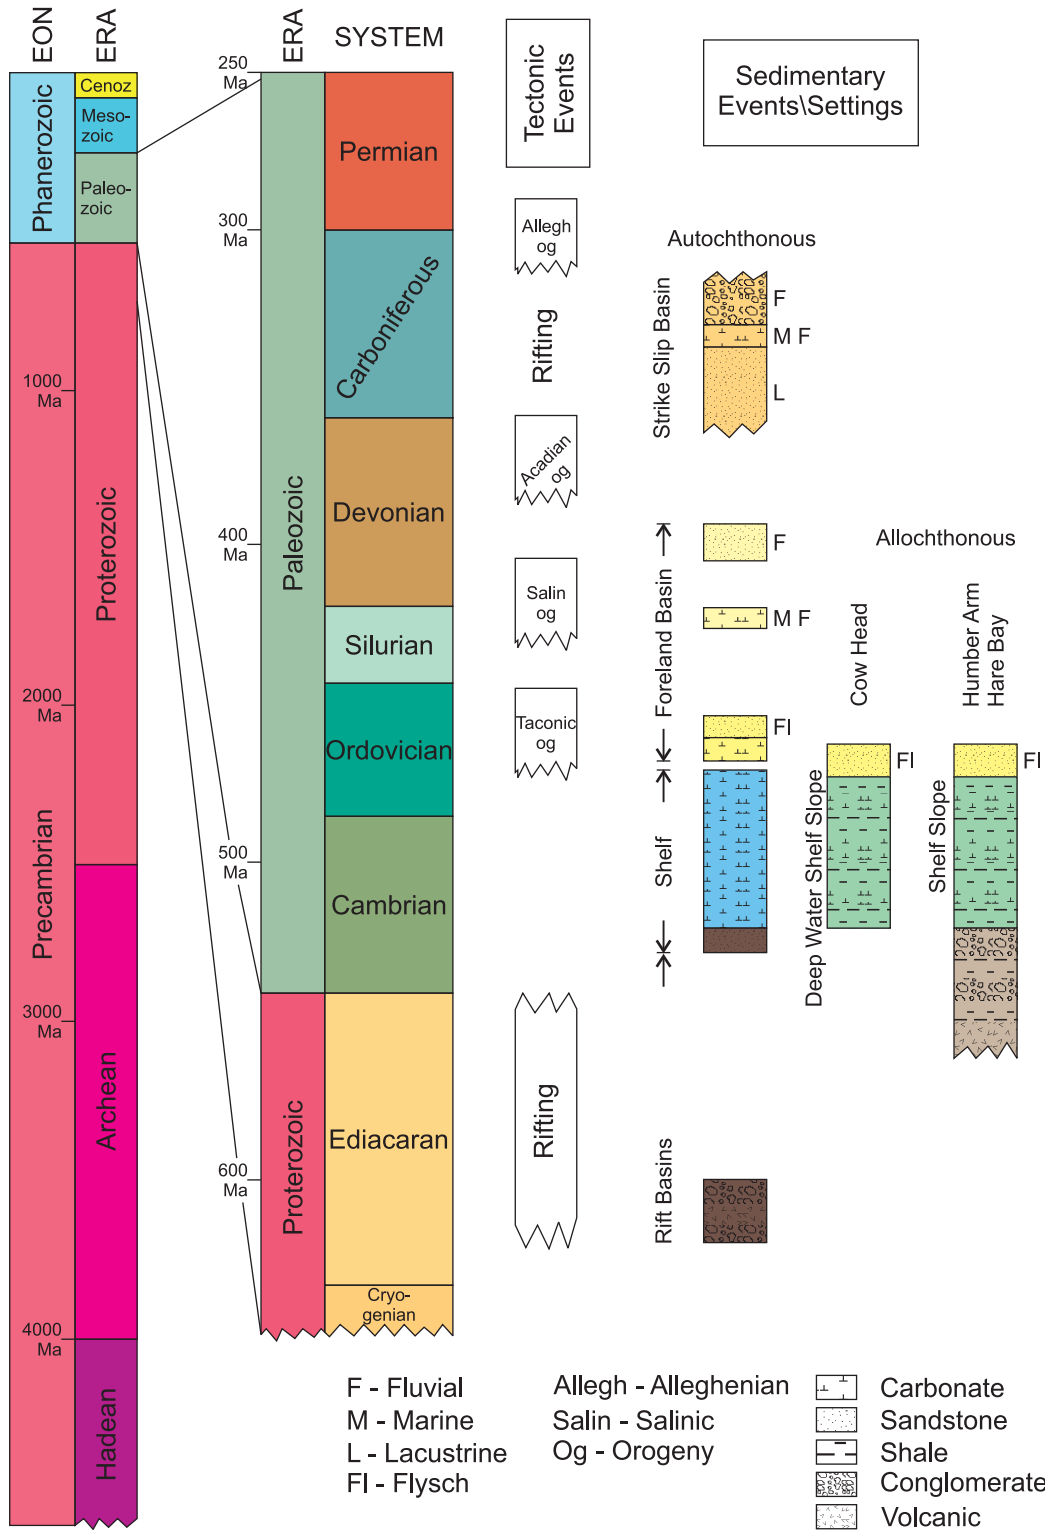 EON
ERA
ERA
SYSTEM
Tectonic
Events
Sedimentary
Events\Settings
Phanerozoic
Precambrian
Cenoz
Meso-
zoic
Paleo-
zoic
Proterozoic
Archean
Hadean
1000
Ma
2000
Ma
3000
Ma
4000
Ma
250
Ma
300
Ma
400
Ma
500
Ma
600
Ma
Paleozoic
Proterozoic
Permian
Carboniferous
Devonian
Silurian
Ordovician
Cambrian
Ediacaran
Cryo-
genian
Allegh
og
Rifting
Acadian
og
Salin
og
Taconic
og
Rifting
Autochthonous
Strike Slip Basin
F
M F
L
Foreland Basin
F
M F
Fl
Shelf
Rift Basins
Allochthonous
Cow Head
Humber Arm
Hare Bay
Deep Water Shelf Slope
Fl
Shelf Slope
Fl
F - Fluvial
M - Marine
L - Lacustrine
Fl - Flysch
Allegh - Alleghenian
Salin - Salinic
Og - Orogeny
Carbonate
Sandstone
Shale
Conglomerate
Volcanic